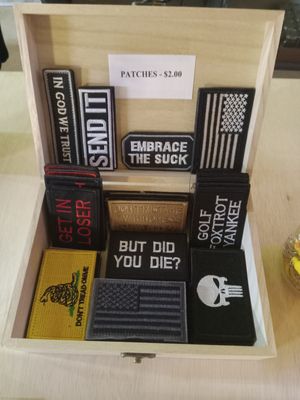 PATCHES - $2.00
IN GOD WE TRUST
SEND IT
EMBRACE
THE SUCK
GET IN
LOSER
GOLF
FOXTROT
YANKEE
BUT DID
YOU DIE?
DON'T TREAD ON ME